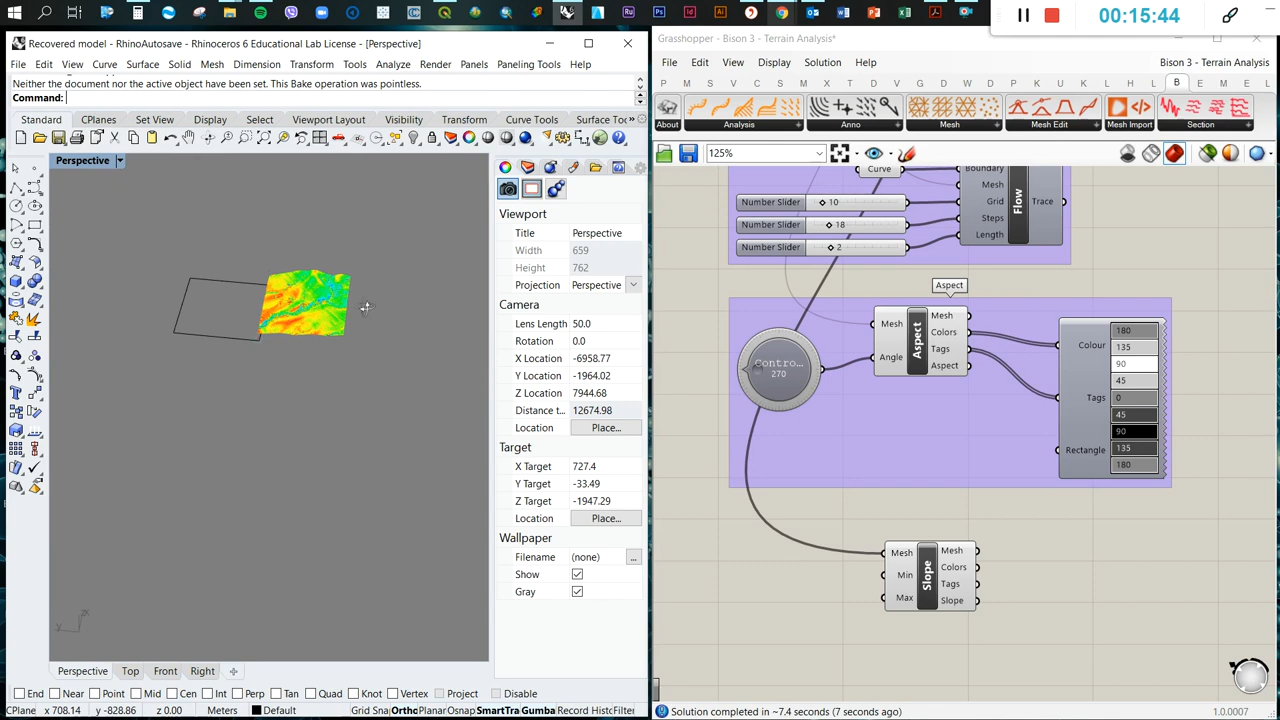 00:15:44
Recovered model - RhinoAutosave - Rhinoceros 6 Educational Lab License - [Perspective]
File Edit View Curve Surface Solid Mesh Dimension Transform Tools Analyze Render Panels Paneling Tools Help
Neither the document nor the active object have been set. This Bake operation was pointless.
Command:
Standard CPlanes Set View Display Select Viewport Layout Visibility Transform Curve Tools Surface To
Perspective
Viewport
Title Perspective
Width 659
Height 762
Projection Perspective
Camera
Lens Length 50.0
Rotation 0.0
X Location -6958.77
Y Location -1964.02
Z Location 7944.68
Distance t... 12674.98
Location Place...
Target
X Target 727.4
Y Target -33.49
Z Target -1947.29
Location Place...
Wallpaper
Filename (none) ...
Show
Gray
Perspective Top Front Right
End Near Point Mid Cen Int Perp Tan Quad Knot Vertex Project Disable
CPlane x 708.14 y -828.86 z 0.00 Meters Default Grid Snap Ortho Planar Osnap SmartTra Gumba Record Histo Filter
Grasshopper - Bison 3 - Terrain Analysis*
File Edit View Display Solution Help Bison 3 - Terrain Analysis
P M S V C S M T I D W P K U L H L E P B
About Analysis Anno Mesh Mesh Edit Mesh Import Section
125%
Curve
Boundary
Mesh
Grid
Steps
Length
Flow
Trace
Number Slider 10
Number Slider 18
Number Slider 2
Aspect
Contro...
270
Mesh
Angle
Aspect
Mesh
Colors
Tags
Aspect
Colour
Tags
Rectangle
180
135
90
45
0
45
90
135
180
Mesh
Min
Max
Slope
Mesh
Colors
Tags
Slope
Solution completed in ~7.4 seconds (7 seconds ago)
1.0.0007